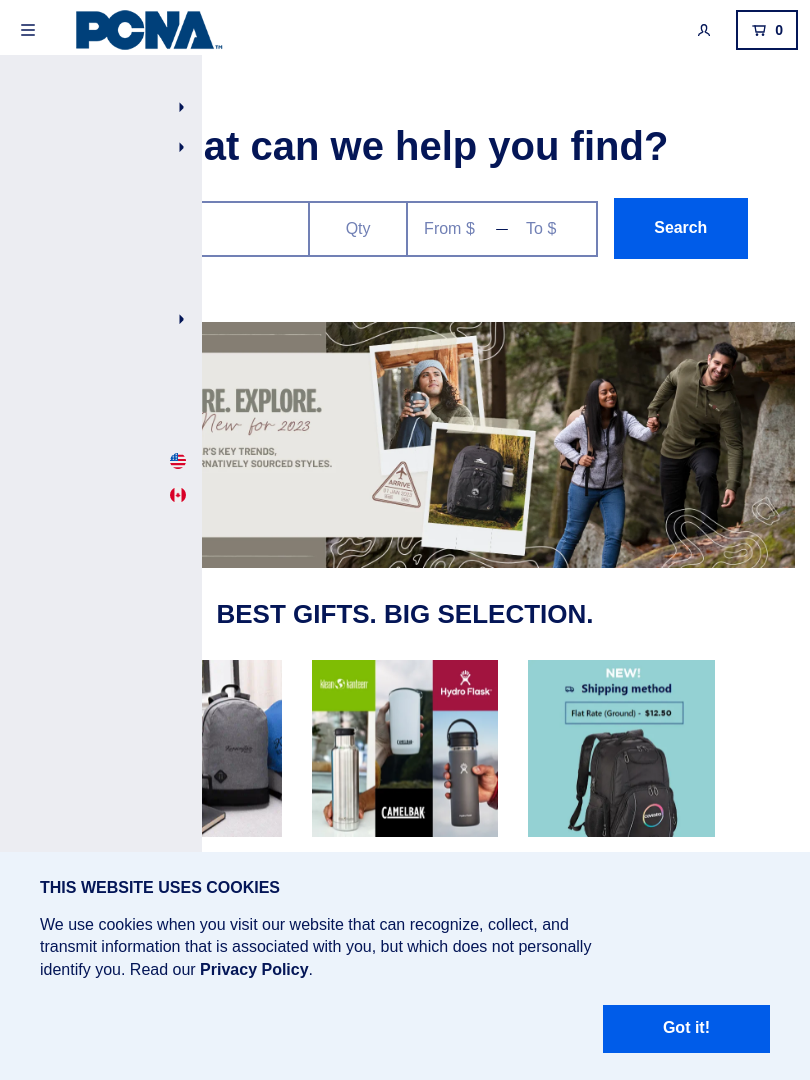 PCNA™
0
at can we help you find?
Qty
From $ — To $
Search
RE. EXPLORE.
New for 2023
AR'S KEY TRENDS,
RNATIVELY SOURCED STYLES.
ARRIVE
BEST GIFTS. BIG SELECTION.
klean kanteen
Hydro Flask
CAMELBAK
CAMELBAK
NEW!
Shipping method
Flat Rate (Ground) - $12.50
THIS WEBSITE USES COOKIES
We use cookies when you visit our website that can recognize, collect, and
transmit information that is associated with you, but which does not personally
identify you. Read our Privacy Policy.
Got it!